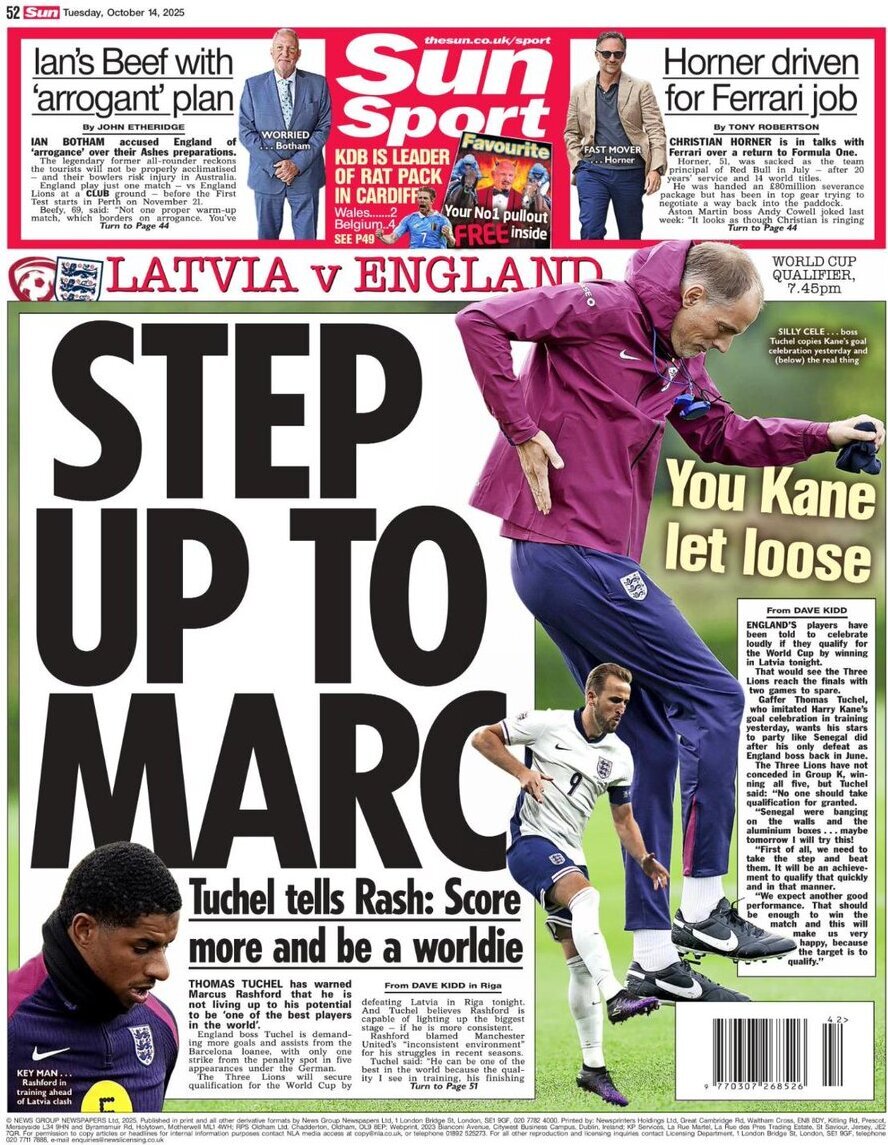 52 Sun Tuesday, October 14, 2025
Ian's Beef with
'arrogant' plan
By JOHN ETHERIDGE
IAN BOTHAM accused England of
'arrogance' over their Ashes preparations.
The legendary former all-rounder reckons
the tourists will not be properly acclimatised
– and their bowlers risk injury in Australia.
England play just one match – vs England
Lions at a CLUB ground – before the First
Test starts in Perth on November 21.
Beefy, 69, said: "Not one proper warm-up
match, which borders on arrogance. You've
Turn to Page 44
WORRIED
. . . Botham
thesun.co.uk/sport
Sun
Sport
KDB IS LEADER
OF RAT PACK
IN CARDIFF
Wales.......2
Belgium..4
SEE P49
Favourite
Your No1 pullout
FREE inside
FAST MOVER
. . . Horner
Horner driven
for Ferrari job
By TONY ROBERTSON
CHRISTIAN HORNER is in talks with
Ferrari over a return to Formula One.
Horner, 51, was sacked as the team
principal of Red Bull in July – after 20
years' service and 14 world titles.
He was handed an £80million severance
package but has been in top gear trying to
negotiate a way back into the paddock.
Aston Martin boss Andy Cowell joked last
week: "It looks as though Christian is ringing
Turn to Page 44
LATVIA v ENGLAND
WORLD CUP
QUALIFIER,
7.45pm
STEP
UP TO
MARC
SILLY CELE . . . boss
Tuchel copies Kane's goal
celebration yesterday and
(below) the real thing
You Kane
let loose
From DAVE KIDD
ENGLAND'S players have
been told to celebrate
loudly if they qualify for
the World Cup by winning
in Latvia tonight.
That would see the Three
Lions reach the finals with
two games to spare.
Gaffer Thomas Tuchel,
who imitated Harry Kane's
goal celebration in training
yesterday, wants his stars
to party like Senegal did
after his only defeat as
England boss back in June.
The Three Lions have not
conceded in Group K, win-
ning all five, but Tuchel
said: "No one should take
qualification for granted.
"Senegal were banging
on the walls and the
aluminium boxes . . . maybe
tomorrow I will try this!
"First of all, we need to
take the step and beat
them. It will be an achieve-
ment to qualify that quickly
and in that manner.
"We expect another good
performance. That should
be enough to win the
match and this will
make us very
happy, because
the target is to
qualify."
9
7
Tuchel tells Rash: Score
more and be a worldie
THOMAS TUCHEL has warned
Marcus Rashford that he is
not living up to his potential
to be 'one of the best players
in the world'.
England boss Tuchel is demand-
ing more goals and assists from the
Barcelona loanee, with only one
strike from the penalty spot in five
appearances under the German.
The Three Lions will secure
qualification for the World Cup by
From DAVE KIDD in Riga
defeating Latvia in Riga tonight.
And Tuchel believes Rashford is
capable of lighting up the biggest
stage – if he is more consistent.
Rashford blamed Manchester
United's "inconsistent environment"
for his struggles in recent seasons.
Tuchel said: "He can be one of the
best in the world because the qual-
ity I see in training, his finishing
Turn to Page 51
KEY MAN . . .
Rashford in
training ahead
of Latvia clash
42>
9 770307 268526